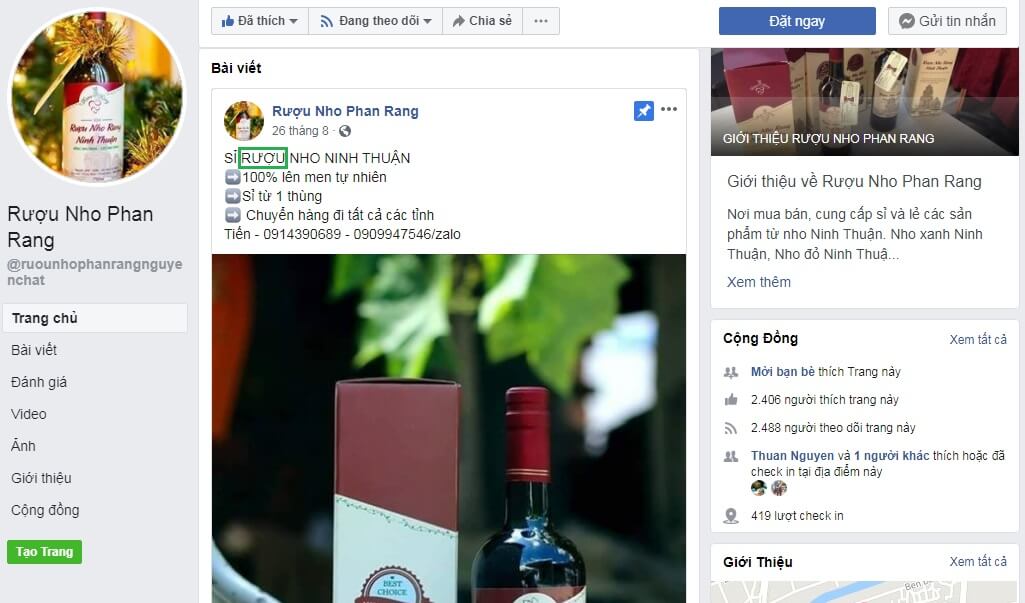 Đã thích
Đang theo dõi
Chia sẻ
Đặt ngay
Gửi tin nhắn
Rượu Nho Rang
Ninh Thuận
Rượu Nho Phan
Rang
@ruounhophanrangnguye
nchat
Trang chủ
Bài viết
Đánh giá
Video
Ảnh
Giới thiệu
Cộng đồng
Tạo Trang
Bài viết
Rượu Nho Phan Rang
26 tháng 8 ·
SỈ RƯỢU NHO NINH THUẬN
100% lên men tự nhiên
Sỉ từ 1 thùng
Chuyển hàng đi tất cả các tỉnh
Tiến - 0914390689 - 0909947546/zalo
BEST
CHOICE
GIỚI THIỆU RƯỢU NHO PHAN RANG
Giới thiệu về Rượu Nho Phan Rang
Nơi mua bán, cung cấp sỉ và lẻ các sản
phẩm từ nho Ninh Thuận. Nho xanh Ninh
Thuận, Nho đỏ Ninh Thuậ...
Xem thêm
Cộng Đồng
Xem tất cả
Mời bạn bè thích Trang này
2.406 người thích trang này
2.488 người theo dõi trang này
Thuan Nguyen và 1 người khác thích hoặc đã
check in tại địa điểm này
419 lượt check in
Giới Thiệu
Xem tất cả